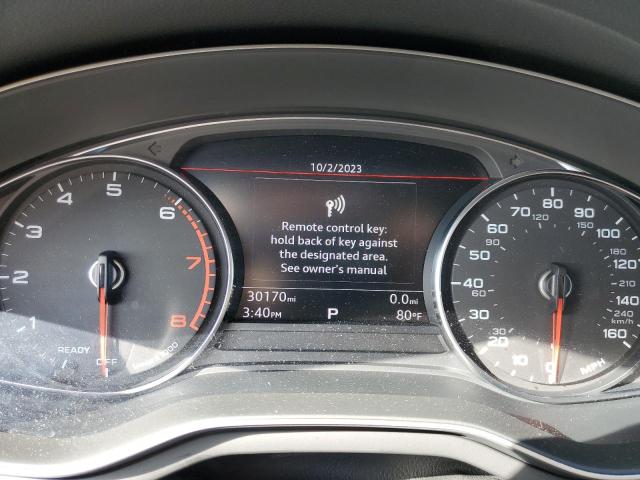 10/2/2023
Remote control key:
hold back of key against
the designated area.
See owner's manual
30170mi 0.0mi
3:40PM P 80°F
1 2 3 4 5 6 7 8
READY OFF
0 10 20 30 40 50 60 70 80 90 100 120 140 160
30 60 90 120 150 180 210 240
km/h
MPH